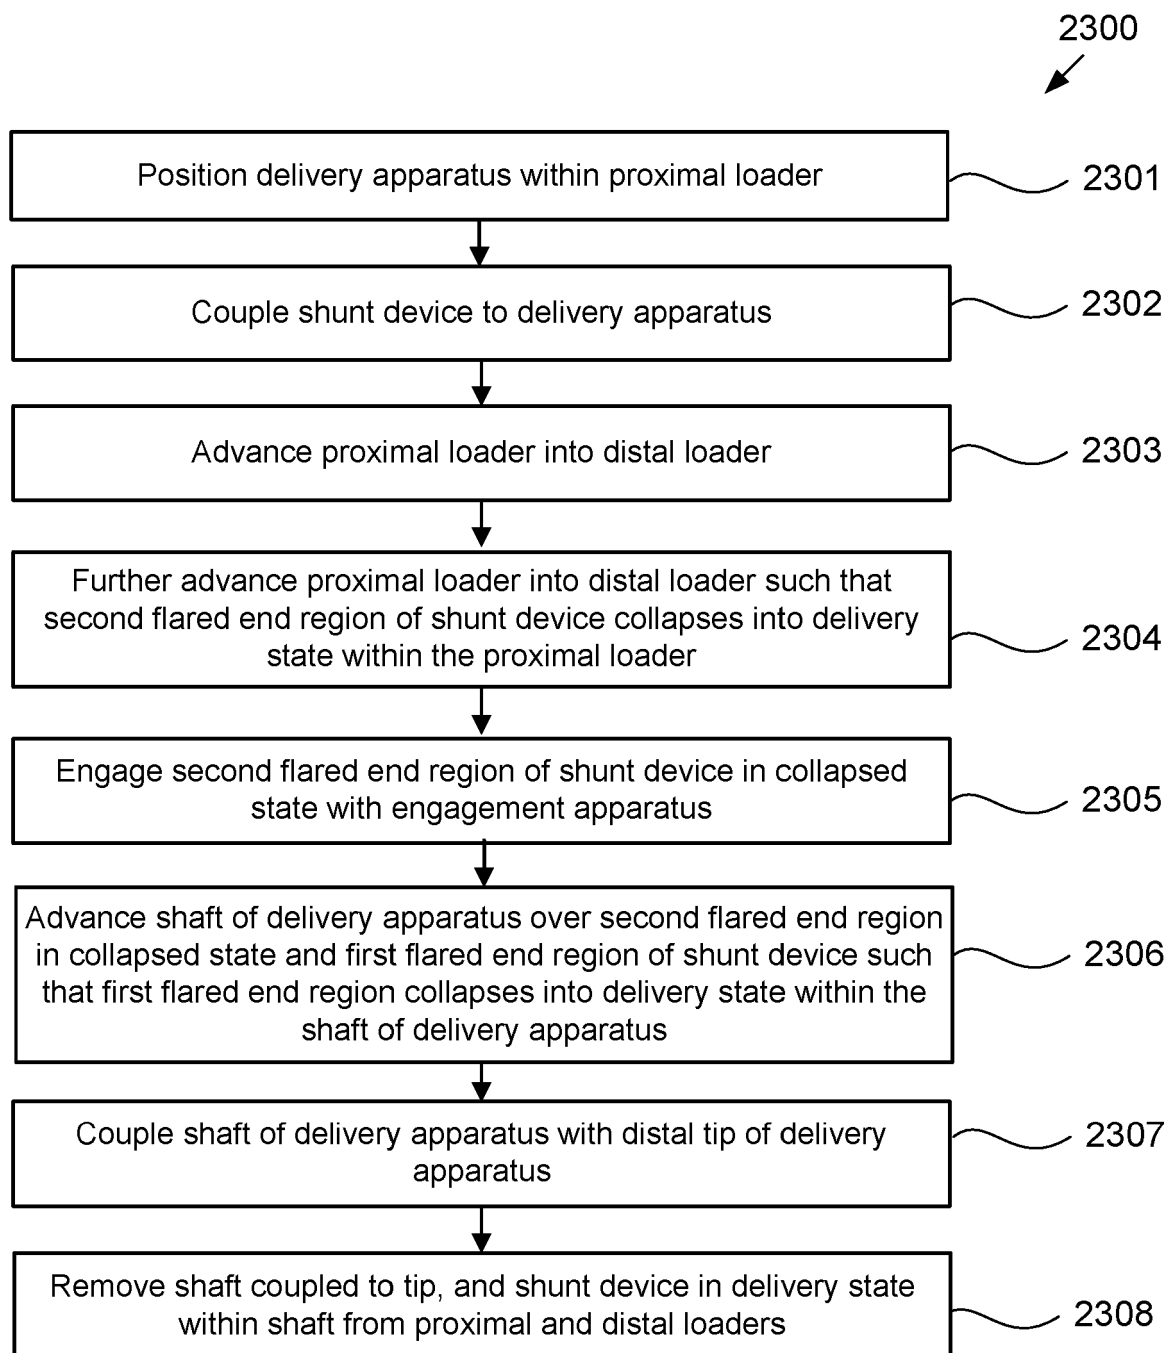 2300
Position delivery apparatus within proximal loader
2301
Couple shunt device to delivery apparatus
2302
Advance proximal loader into distal loader
2303
Further advance proximal loader into distal loader such that
second flared end region of shunt device collapses into delivery
state within the proximal loader
2304
Engage second flared end region of shunt device in collapsed
state with engagement apparatus
2305
Advance shaft of delivery apparatus over second flared end region
in collapsed state and first flared end region of shunt device such
that first flared end region collapses into delivery state within the
shaft of delivery apparatus
2306
Couple shaft of delivery apparatus with distal tip of delivery
apparatus
2307
Remove shaft coupled to tip, and shunt device in delivery state
within shaft from proximal and distal loaders
2308